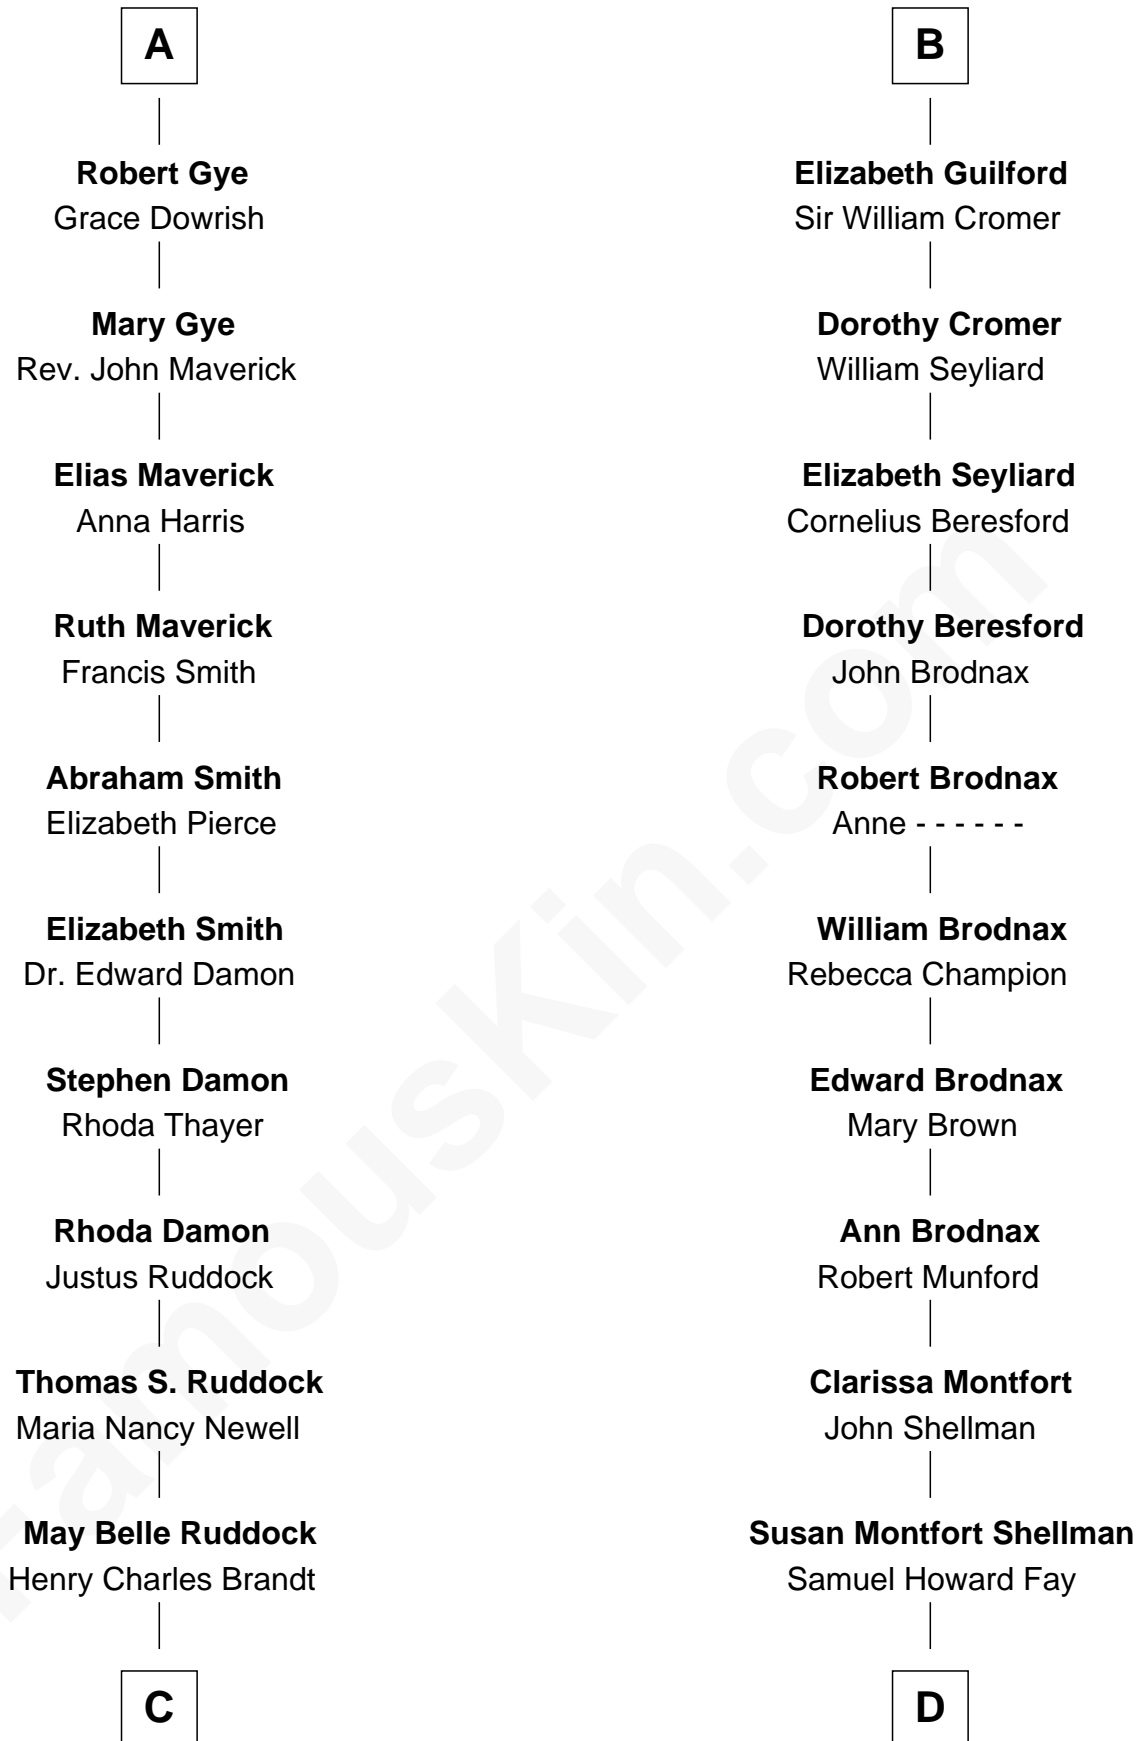 A
Robert Gye
Grace Dowrish
Mary Gye
Rev. John Maverick
Elias Maverick
Anna Harris
Ruth Maverick
Francis Smith
Abraham Smith
Elizabeth Pierce
Elizabeth Smith
Dr. Edward Damon
Stephen Damon
Rhoda Thayer
Rhoda Damon
Justus Ruddock
Thomas S. Ruddock
Maria Nancy Newell
May Belle Ruddock
Henry Charles Brandt
C
B
Elizabeth Guilford
Sir William Cromer
Dorothy Cromer
William Seyliard
Elizabeth Seyliard
Cornelius Beresford
Dorothy Beresford
John Brodnax
Robert Brodnax
Anne - - - - - -
William Brodnax
Rebecca Champion
Edward Brodnax
Mary Brown
Ann Brodnax
Robert Munford
Clarissa Montfort
John Shellman
Susan Montfort Shellman
Samuel Howard Fay
D
FamousKin.com